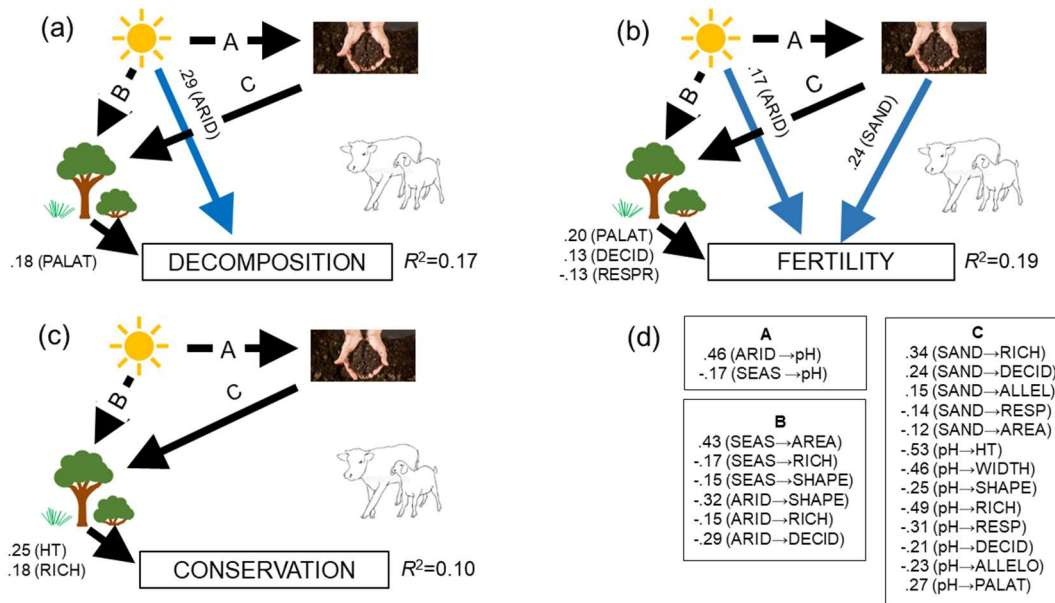 (a)
A
B
C
.29 (ARID)
.18 (PALAT)
DECOMPOSITION
R²=0.17
(b)
A
B
C
.17 (ARID)
.24 (SAND)
.20 (PALAT)
.13 (DECID)
-.13 (RESPR)
FERTILITY
R²=0.19
(c)
A
B
C
.25 (HT)
.18 (RICH)
CONSERVATION
R²=0.10
(d)
A
.46 (ARID→pH)
-.17 (SEAS→pH)
B
.43 (SEAS→AREA)
-.17 (SEAS→RICH)
-.15 (SEAS→SHAPE)
-.32 (ARID→SHAPE)
-.15 (ARID→RICH)
-.29 (ARID→DECID)
C
.34 (SAND→RICH)
.24 (SAND→DECID)
.15 (SAND→ALLEL)
-.14 (SAND→RESP)
-.12 (SAND→AREA)
-.53 (pH→HT)
-.46 (pH→WIDTH)
-.25 (pH→SHAPE)
-.49 (pH→RICH)
-.31 (pH→RESP)
-.21 (pH→DECID)
-.23 (pH→ALLELO)
.27 (pH→PALAT)